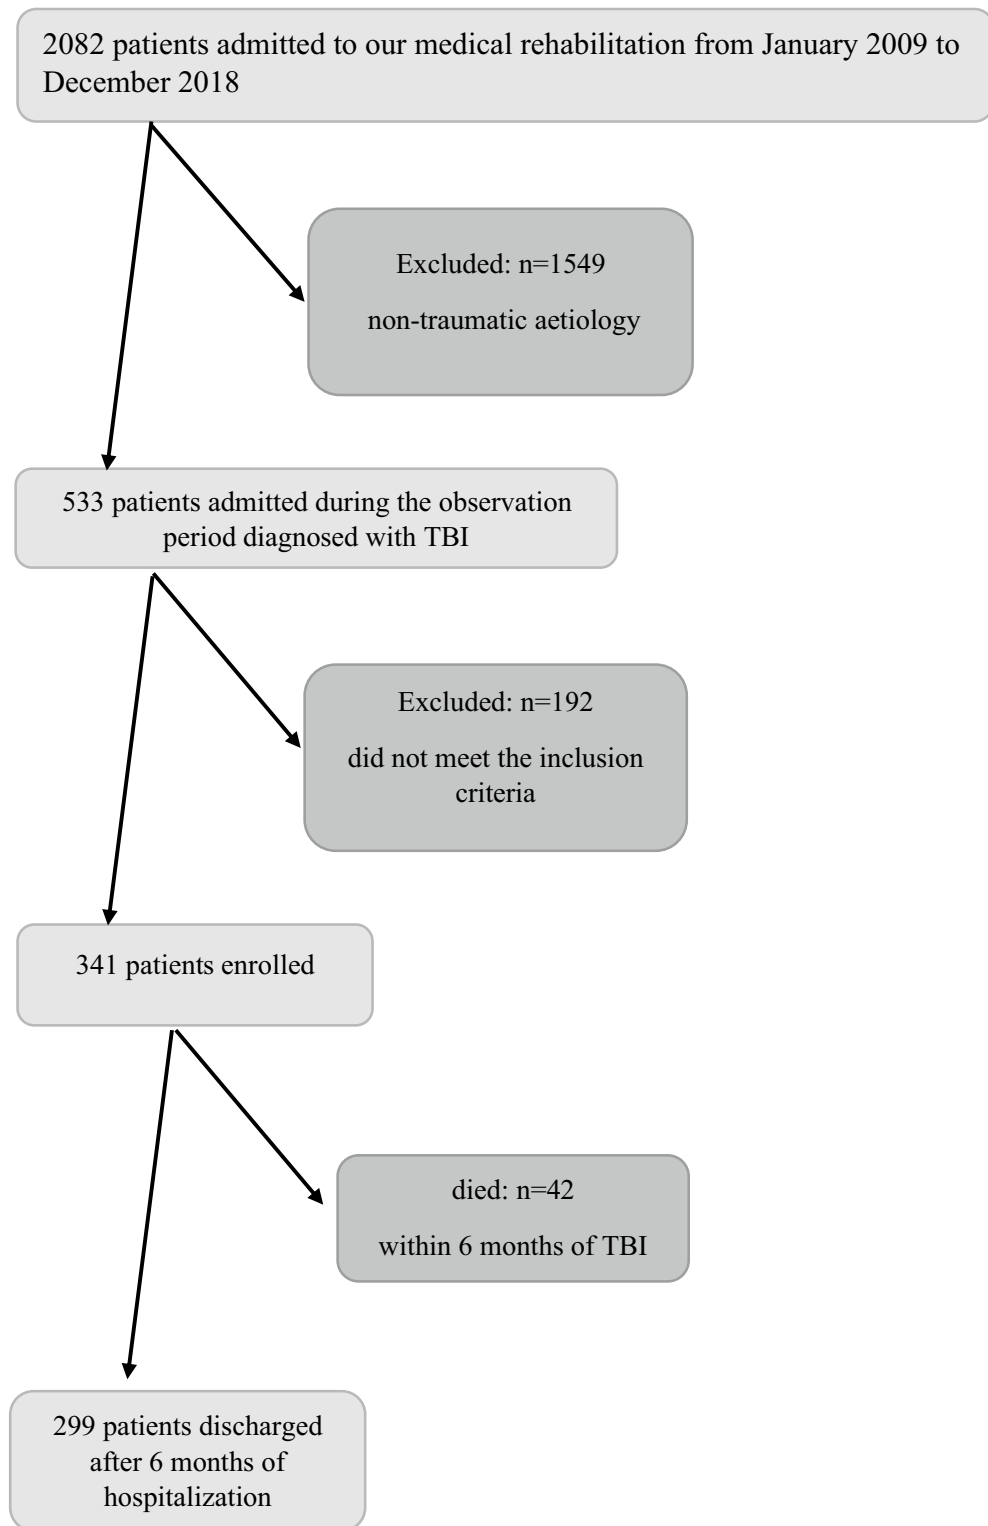 2082 patients admitted to our medical rehabilitation from January 2009 to
December 2018
Excluded: n=1549
non-traumatic aetiology
533 patients admitted during the observation
period diagnosed with TBI
Excluded: n=192
did not meet the inclusion
criteria
341 patients enrolled
died: n=42
within 6 months of TBI
299 patients discharged
after 6 months of
hospitalization